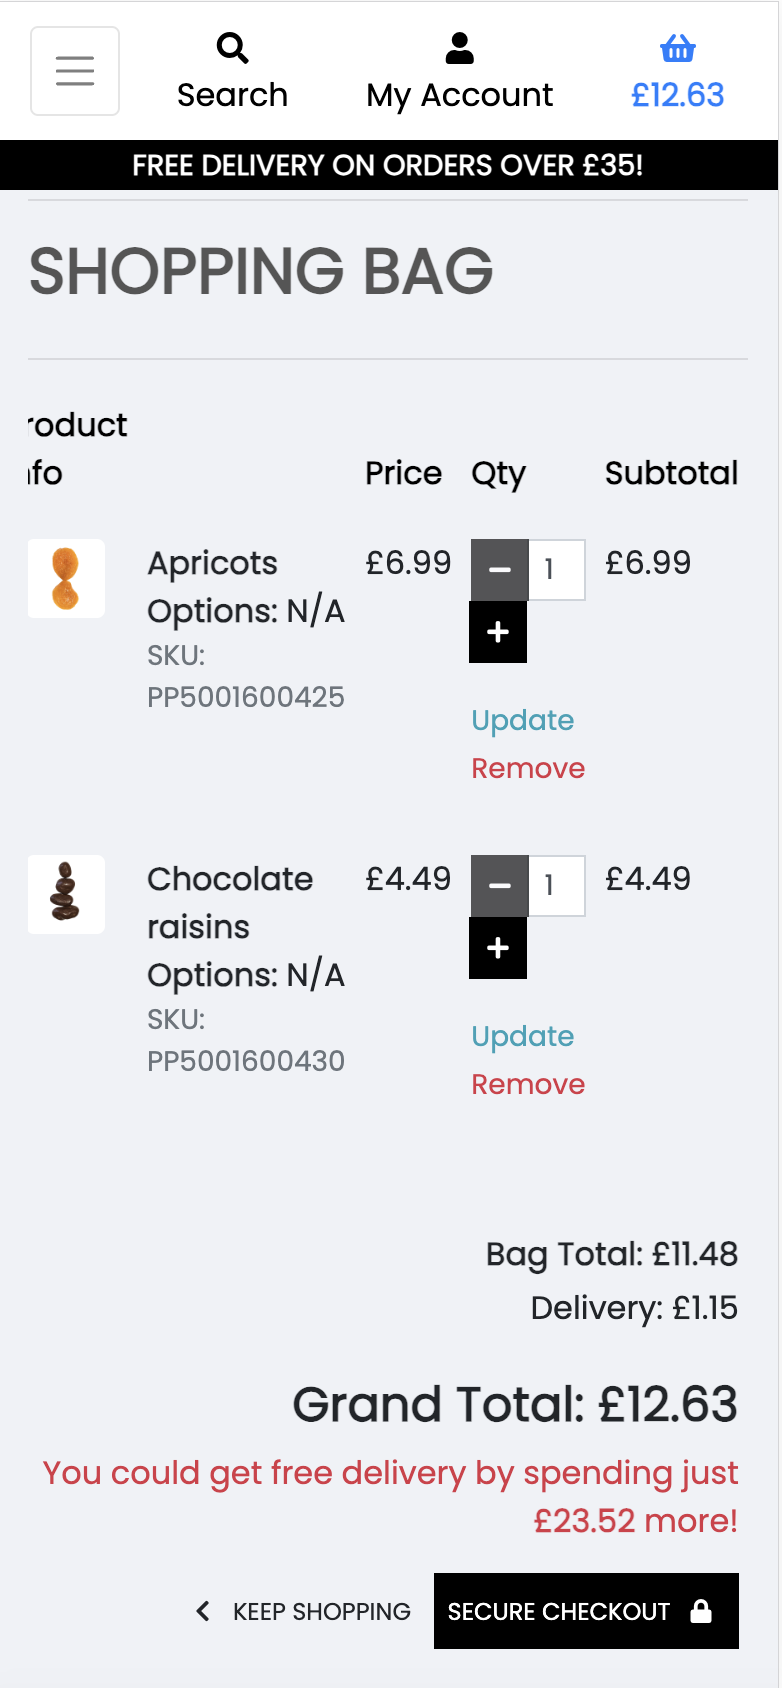 Search
My Account
£12.63
FREE DELIVERY ON ORDERS OVER £35!
SHOPPING BAG
roduct
nfo
Price
Qty
Subtotal
Apricots
Options: N/A
SKU:
PP5001600425
£6.99
1
£6.99
Update
Remove
Chocolate
raisins
Options: N/A
SKU:
PP5001600430
£4.49
1
£4.49
Update
Remove
Bag Total: £11.48
Delivery: £1.15
Grand Total: £12.63
You could get free delivery by spending just
£23.52 more!
KEEP SHOPPING
SECURE CHECKOUT